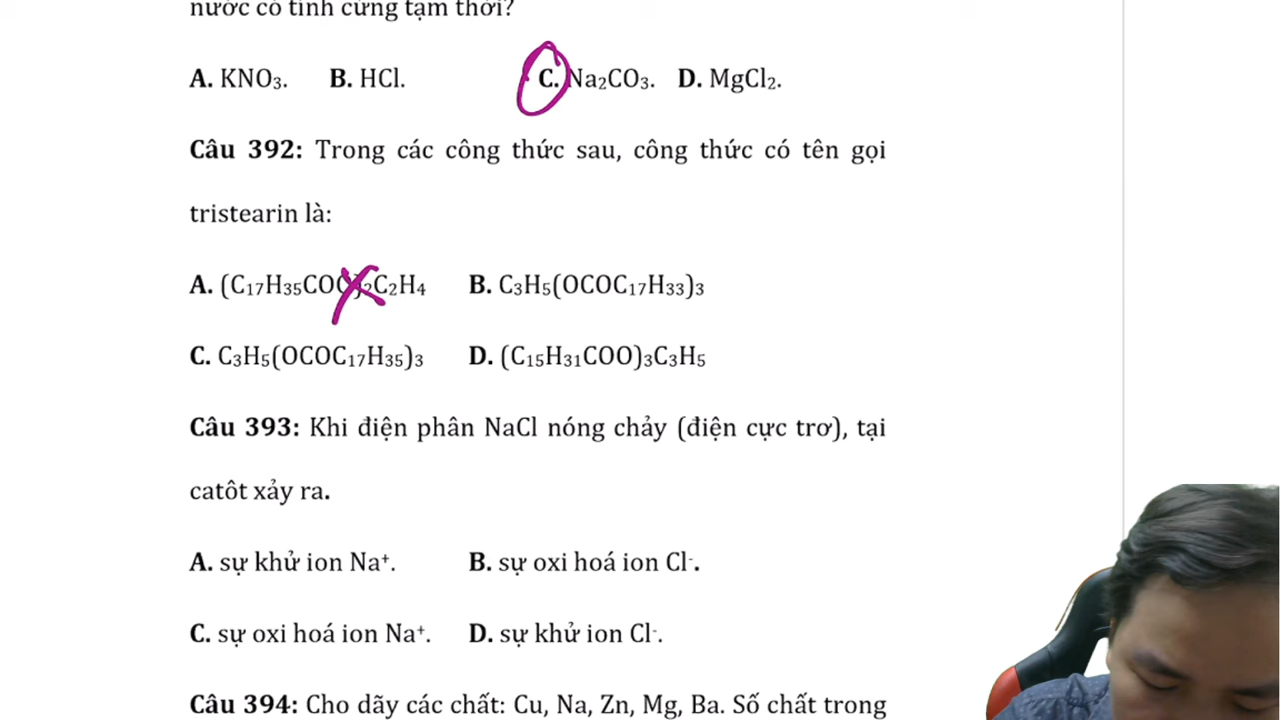 nước có tính cứng tạm thời?
A. KNO₃. B. HCl. C. Na₂CO₃. D. MgCl₂.
Câu 392: Trong các công thức sau, công thức có tên gọi
tristearin là:
A. (C₁₇H₃₅COO)₂C₂H₄ B. C₃H₅(OCOC₁₇H₃₃)₃
C. C₃H₅(OCOC₁₇H₃₅)₃ D. (C₁₅H₃₁COO)₃C₃H₅
Câu 393: Khi điện phân NaCl nóng chảy (điện cực trơ), tại
catôt xảy ra.
A. sự khử ion Na⁺. B. sự oxi hoá ion Cl⁻.
C. sự oxi hoá ion Na⁺. D. sự khử ion Cl⁻.
Câu 394: Cho dãy các chất: Cu, Na, Zn, Mg, Ba. Số chất trong